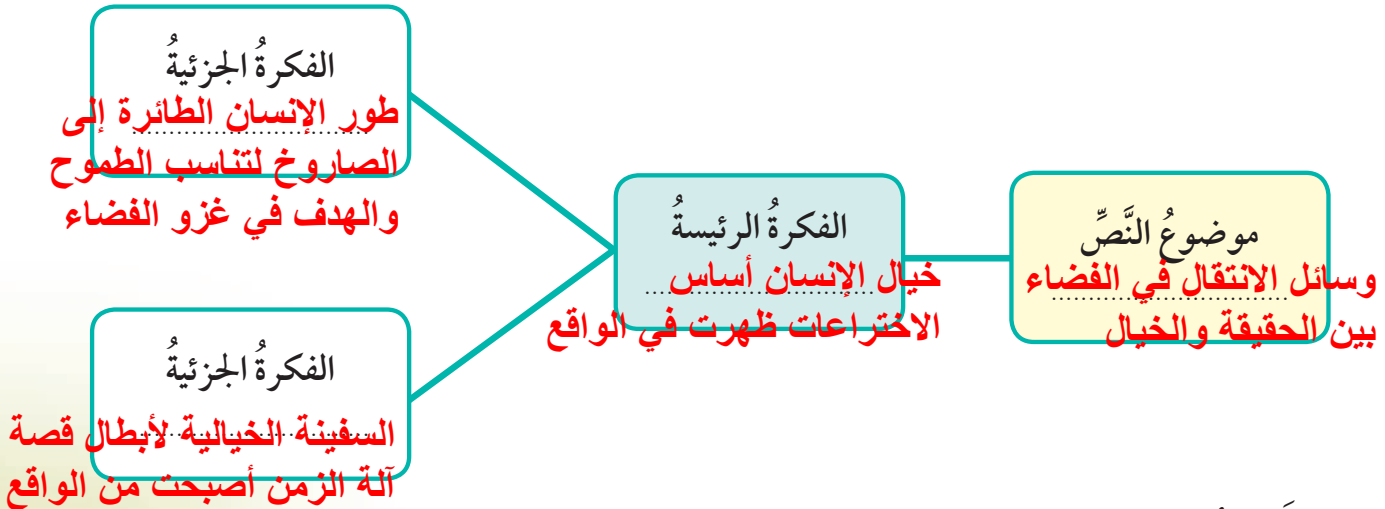 موضوعُ النَّصِّ
وسائل الانتقال في الفضاء
بين الحقيقة والخيال
الفكرةُ الرئيسةُ
خيال الإنسان أساس
الاختراعات ظهرت في الواقع
الفكرةُ الجزئيةُ
طور الإنسان الطائرة إلى
الصاروخ لتناسب الطموح
والهدف في غزو الفضاء
الفكرةُ الجزئيةُ
السفينة الخيالية لأبطال قصة
آلة الزمن أصبحت من الواقع